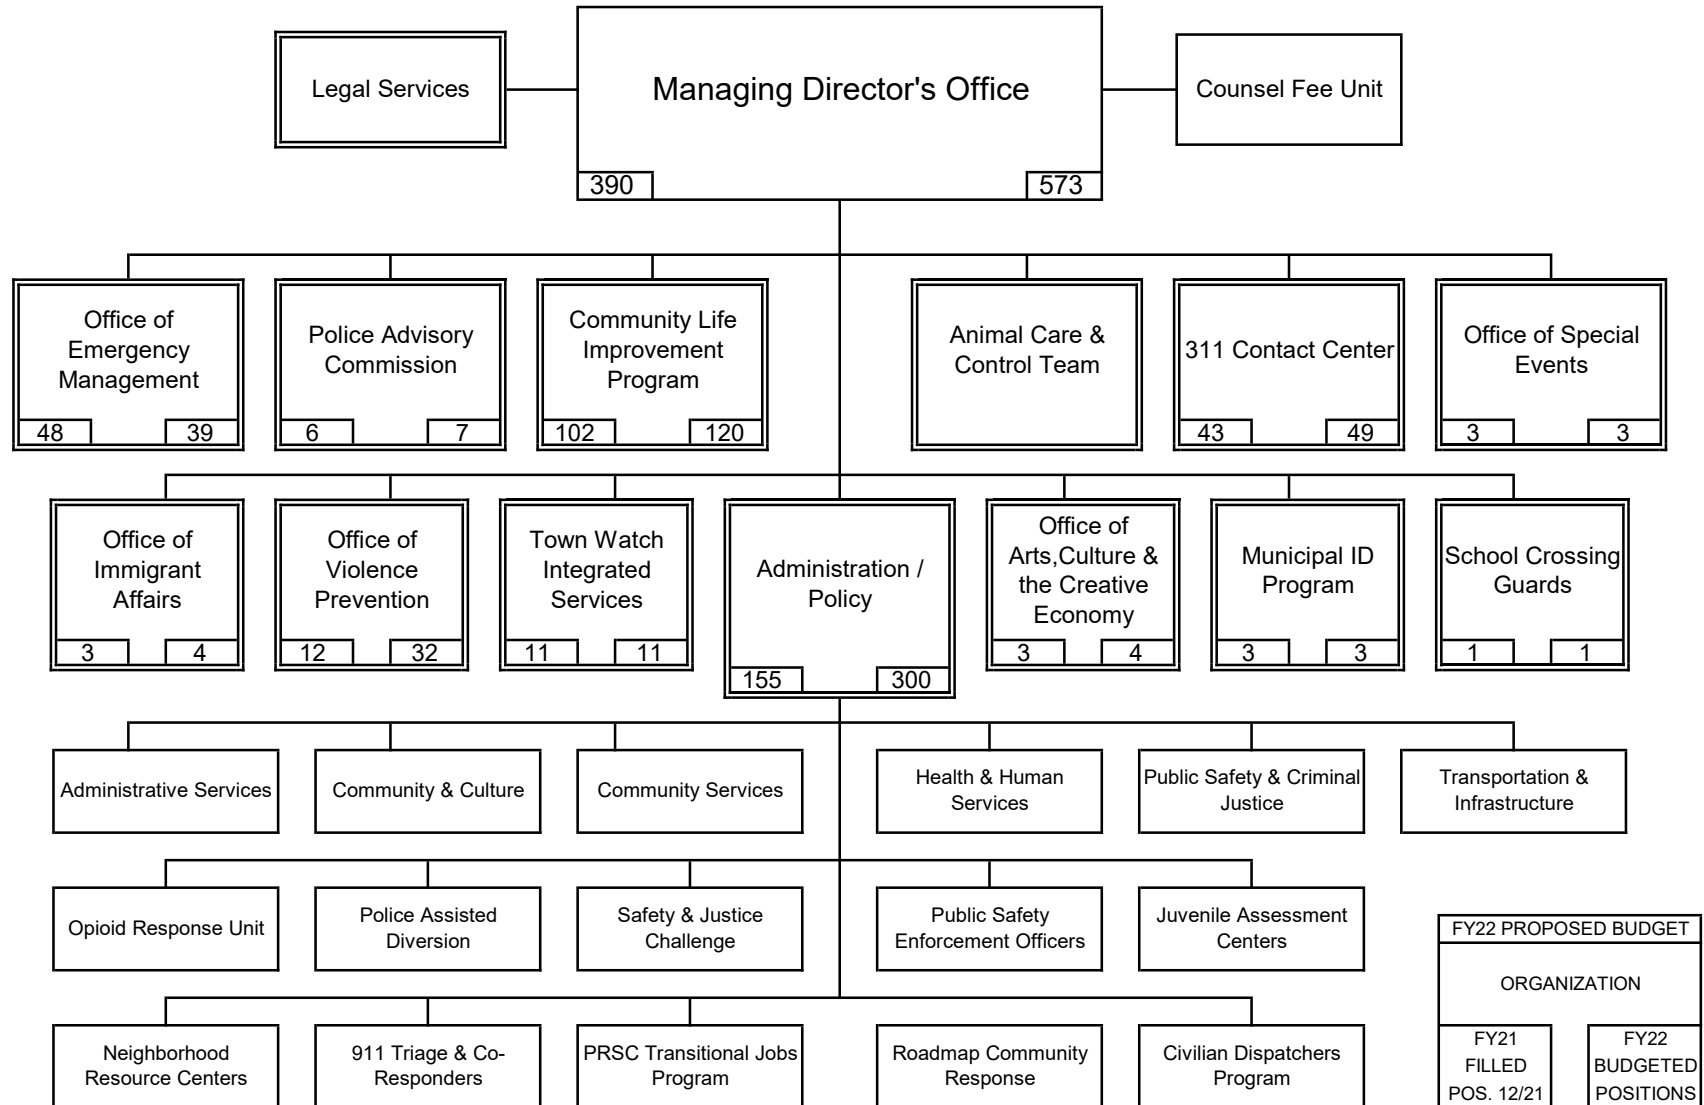 Legal Services
Managing Director's Office
Counsel Fee Unit
390
573
Office of
Emergency
Management
48
39
Police Advisory
Commission
6
7
Community Life
Improvement
Program
102
120
Animal Care &
Control Team
311 Contact Center
43
49
Office of Special
Events
3
3
Office of
Immigrant
Affairs
3
4
Office of
Violence
Prevention
12
32
Town Watch
Integrated
Services
11
11
Administration /
Policy
155
300
Office of
Arts,Culture &
the Creative
Economy
3
4
Municipal ID
Program
3
3
School Crossing
Guards
1
1
Administrative Services
Community & Culture
Community Services
Health & Human
Services
Public Safety & Criminal
Justice
Transportation &
Infrastructure
Opioid Response Unit
Police Assisted
Diversion
Safety & Justice
Challenge
Public Safety
Enforcement Officers
Juvenile Assessment
Centers
Neighborhood
Resource Centers
911 Triage & Co-
Responders
PRSC Transitional Jobs
Program
Roadmap Community
Response
Civilian Dispatchers
Program
FY22 PROPOSED BUDGET
ORGANIZATION
FY21
FILLED
POS. 12/21
FY22
BUDGETED
POSITIONS